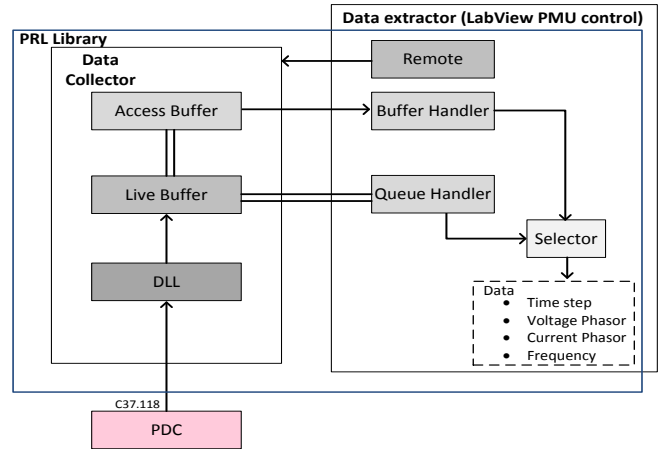 Data extractor (LabView PMU control)
PRL Library
Data
Collector
Remote
Access Buffer
Buffer Handler
Live Buffer
Queue Handler
Selector
DLL
Data
• Time step
• Voltage Phasor
• Current Phasor
• Frequency
C37.118
PDC